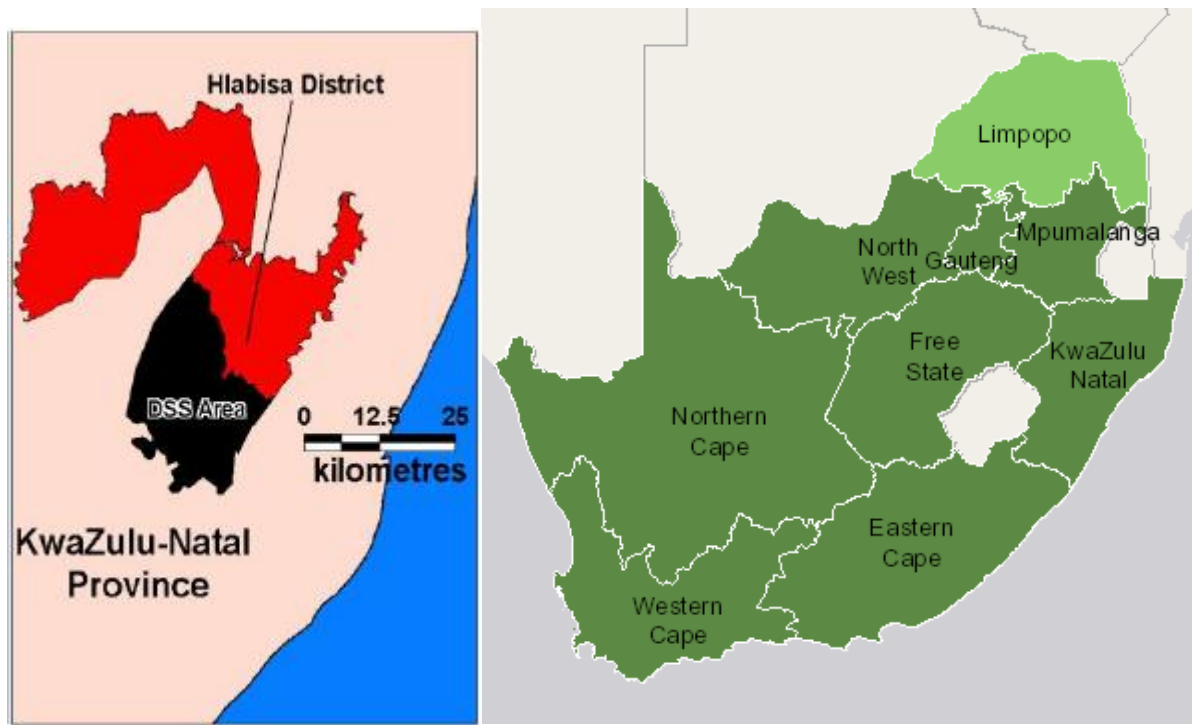 Hlabisa District
DSS Area
0 12.5 25
kilometres
KwaZulu-Natal
Province
Limpopo
Mpumalanga
North
West
Gauteng
Free
State
KwaZulu
Natal
Northern
Cape
Eastern
Cape
Western
Cape